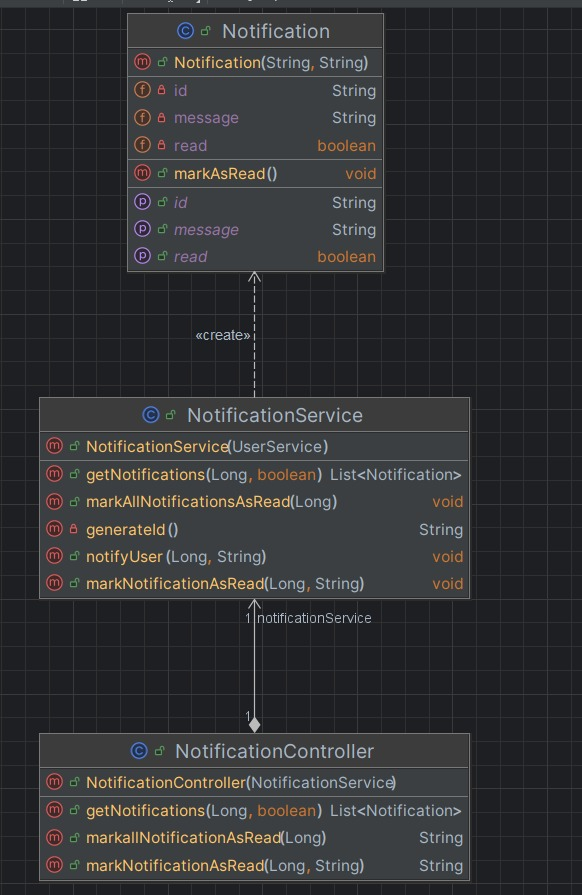 Notification
Notification(String, String)
id String
message String
read boolean
markAsRead() void
id String
message String
read boolean
«create»
NotificationService
NotificationService(UserService)
getNotifications(Long, boolean) List<Notification>
markAllNotificationsAsRead(Long) void
generateId() String
notifyUser(Long, String) void
markNotificationAsRead(Long, String) void
1 notificationService
1
NotificationController
NotificationController(NotificationService)
getNotifications(Long, boolean) List<Notification>
markallNotificationAsRead(Long) String
markNotificationAsRead(Long, String) String